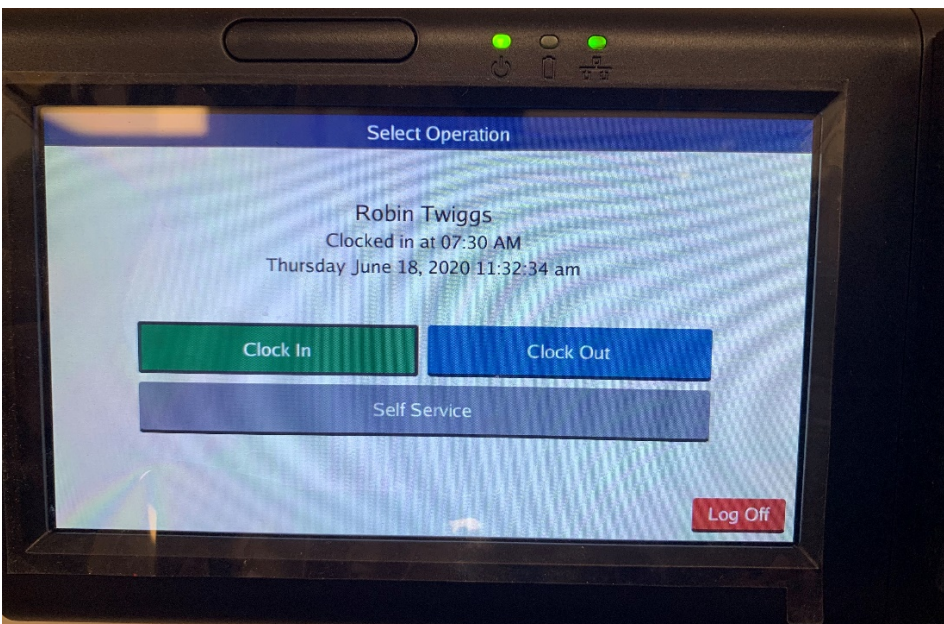 Select Operation
Robin Twiggs
Clocked in at 07:30 AM
Thursday June 18, 2020 11:32:34 am
Clock In
Clock Out
Self Service
Log Off